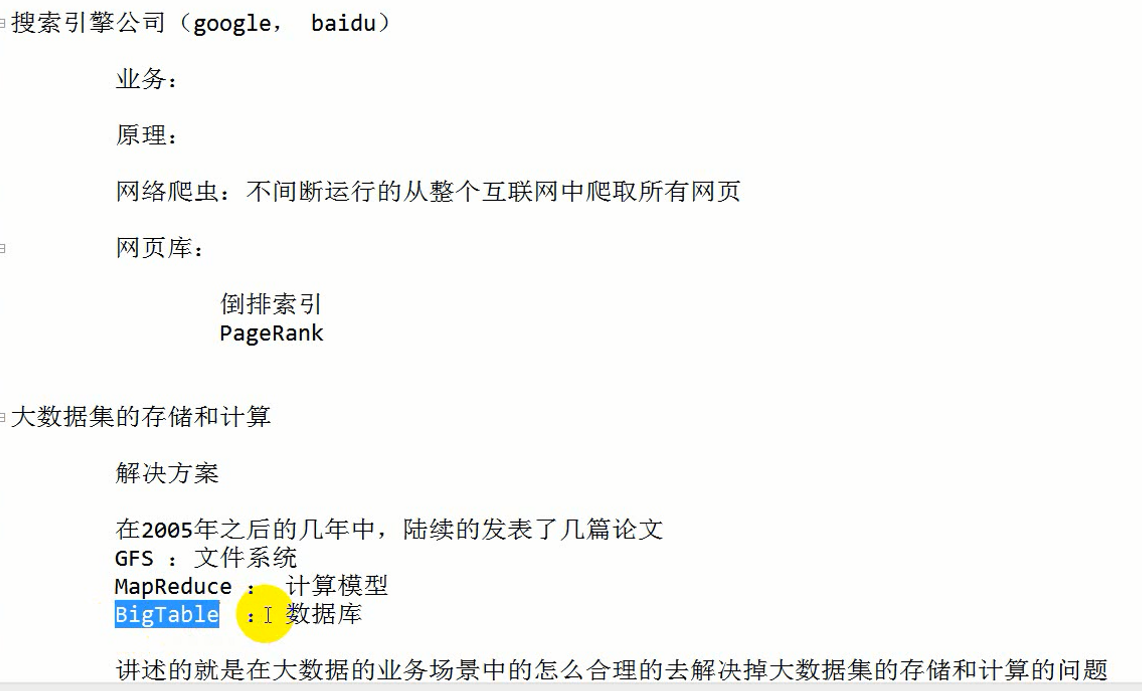 搜索引擎公司（google， baidu）
业务：
原理：
网络爬虫：不间断运行的从整个互联网中爬取所有网页
网页库：
倒排索引
PageRank
大数据集的存储和计算
解决方案
在2005年之后的几年中，陆续的发表了几篇论文
GFS ：文件系统
MapReduce ： 计算模型
BigTable ： 数据库
讲述的就是在大数据的业务场景中的怎么合理的去解决掉大数据集的存储和计算的问题